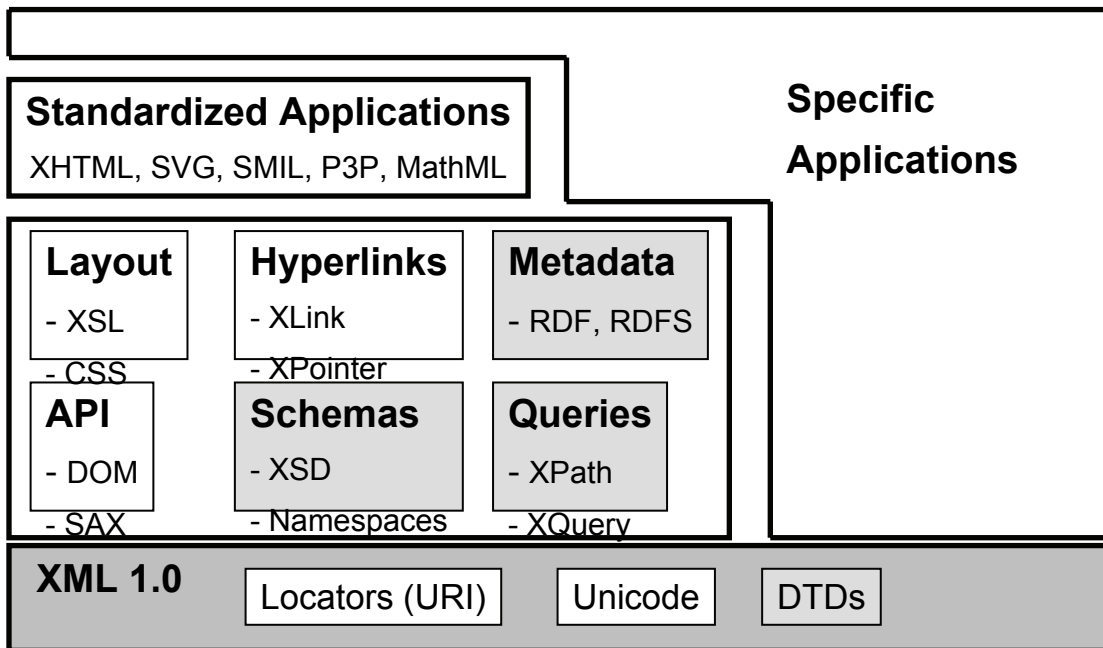 Specific
Applications
Standardized Applications
XHTML, SVG, SMIL, P3P, MathML
Layout
- XSL
- CSS
Hyperlinks
- XLink
- XPointer
Metadata
- RDF, RDFS
API
- DOM
- SAX
Schemas
- XSD
- Namespaces
Queries
- XPath
- XQuery
XML 1.0
Locators (URI)
Unicode
DTDs